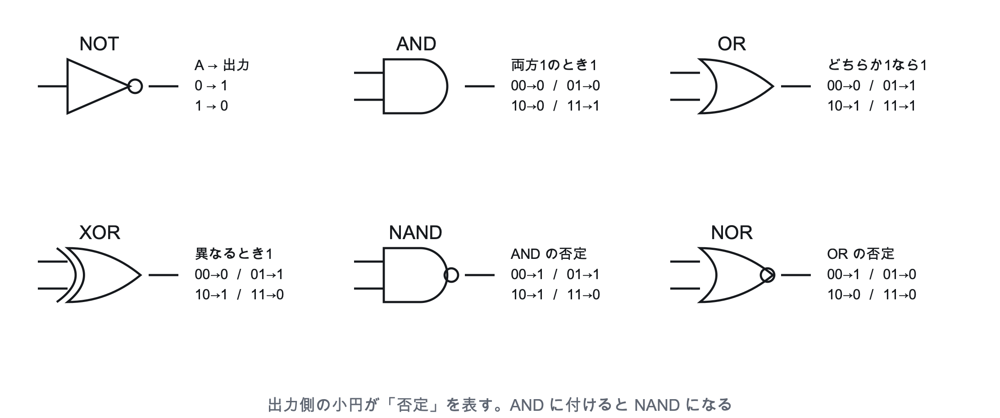 NOT
A → 出力
0 → 1
1 → 0
AND
両方1のとき1
00→0 / 01→0
10→0 / 11→1
OR
どちらか1なら1
00→0 / 01→1
10→1 / 11→1
XOR
異なるとき1
00→0 / 01→1
10→1 / 11→0
NAND
AND の否定
00→1 / 01→1
10→1 / 11→0
NOR
OR の否定
00→1 / 01→0
10→0 / 11→0
出力側の小円が「否定」を表す。AND に付けると NAND になる